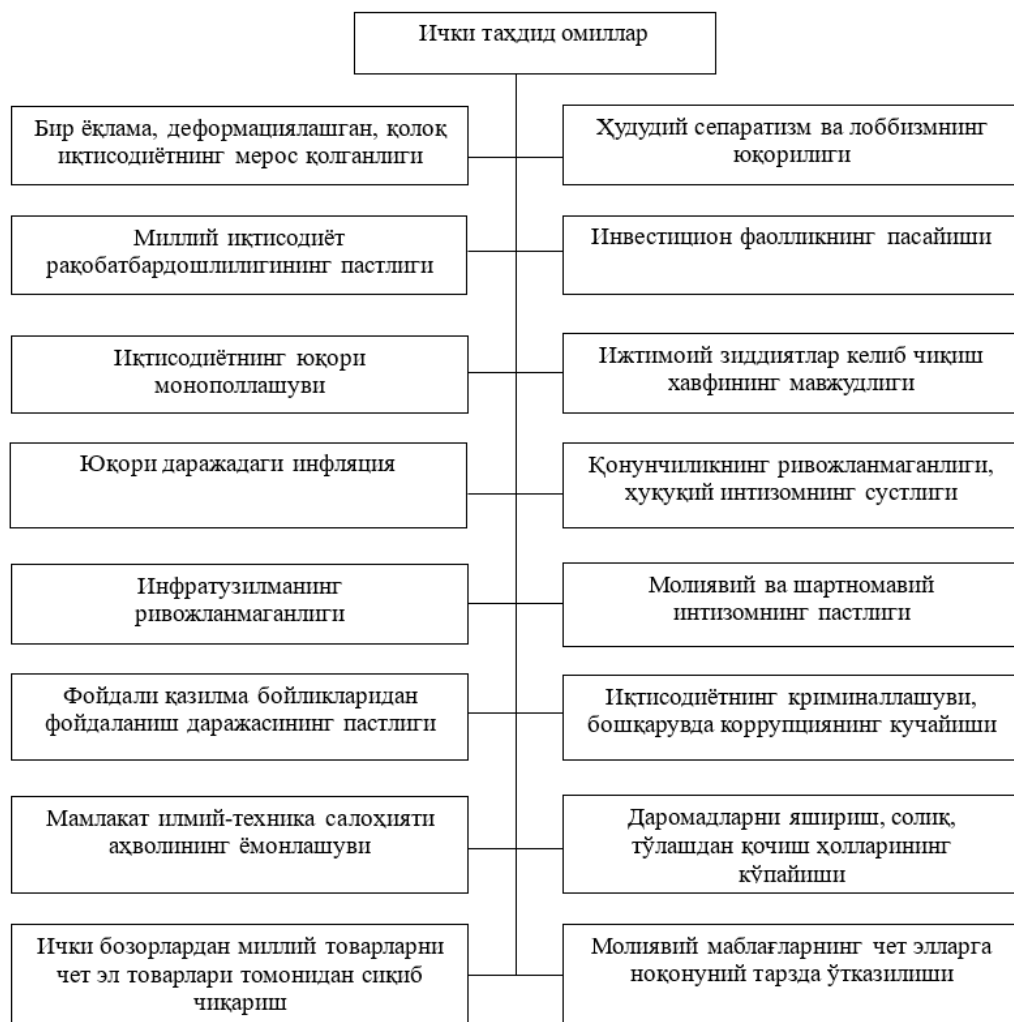 Ички таҳдид омиллар
Бир ёқлама, деформациялашган, қолоқ
иқтисодиётнинг мерос қолганлиги
Ҳудудий сепаратизм ва лоббизмнинг
юқорилиги
Миллий иқтисодиёт
рақобатбардошлилигининг пастлиги
Инвестицион фаолликнинг пасайиши
Иқтисодиётнинг юқори
монополлашуви
Ижтимоий зиддиятлар келиб чиқиш
хавфининг мавжудлиги
Юқори даражадаги инфляция
Қонунчиликнинг ривожланмаганлиги,
ҳуқуқий интизомнинг сустлиги
Инфратузилманинг
ривожланмаганлиги
Молиявий ва шартномавий
интизомнинг пастлиги
Фойдали қазилма бойликларидан
фойдаланиш даражасининг пастлиги
Иқтисодиётнинг криминаллашуви,
бошқарувда коррупциянинг кучайиши
Мамлакат илмий-техника салоҳияти
аҳволининг ёмонлашуви
Даромадларни яшириш, солиқ,
тўлашдан қочиш ҳолларининг
кўпайиши
Ички бозорлардан миллий товарларни
чет эл товарлари томонидан сиқиб
чиқариш
Молиявий маблағларнинг чет элларга
ноқонуний тарзда ўтказилиши